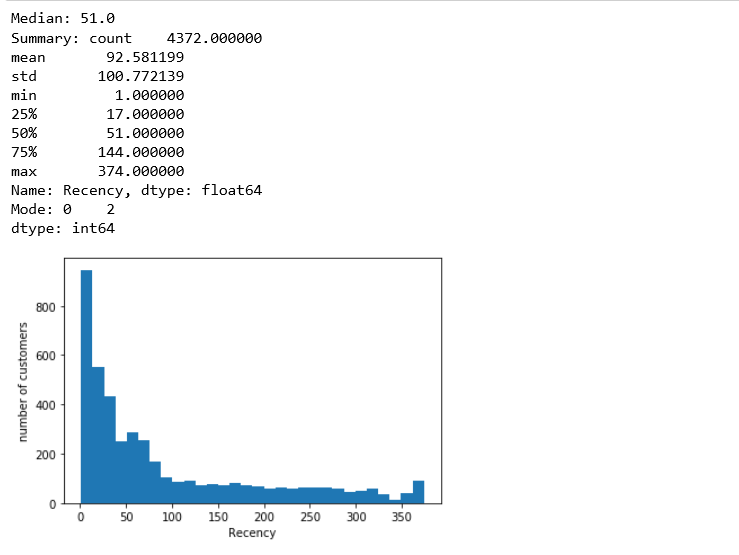 Median: 51.0
Summary: count    4372.000000
mean       92.581199
std       100.772139
min         1.000000
25%        17.000000
50%        51.000000
75%       144.000000
max       374.000000
Name: Recency, dtype: float64
Mode: 0    2
dtype: int64
800
600
400
200
0
number of customers
0 50 100 150 200 250 300 350
Recency